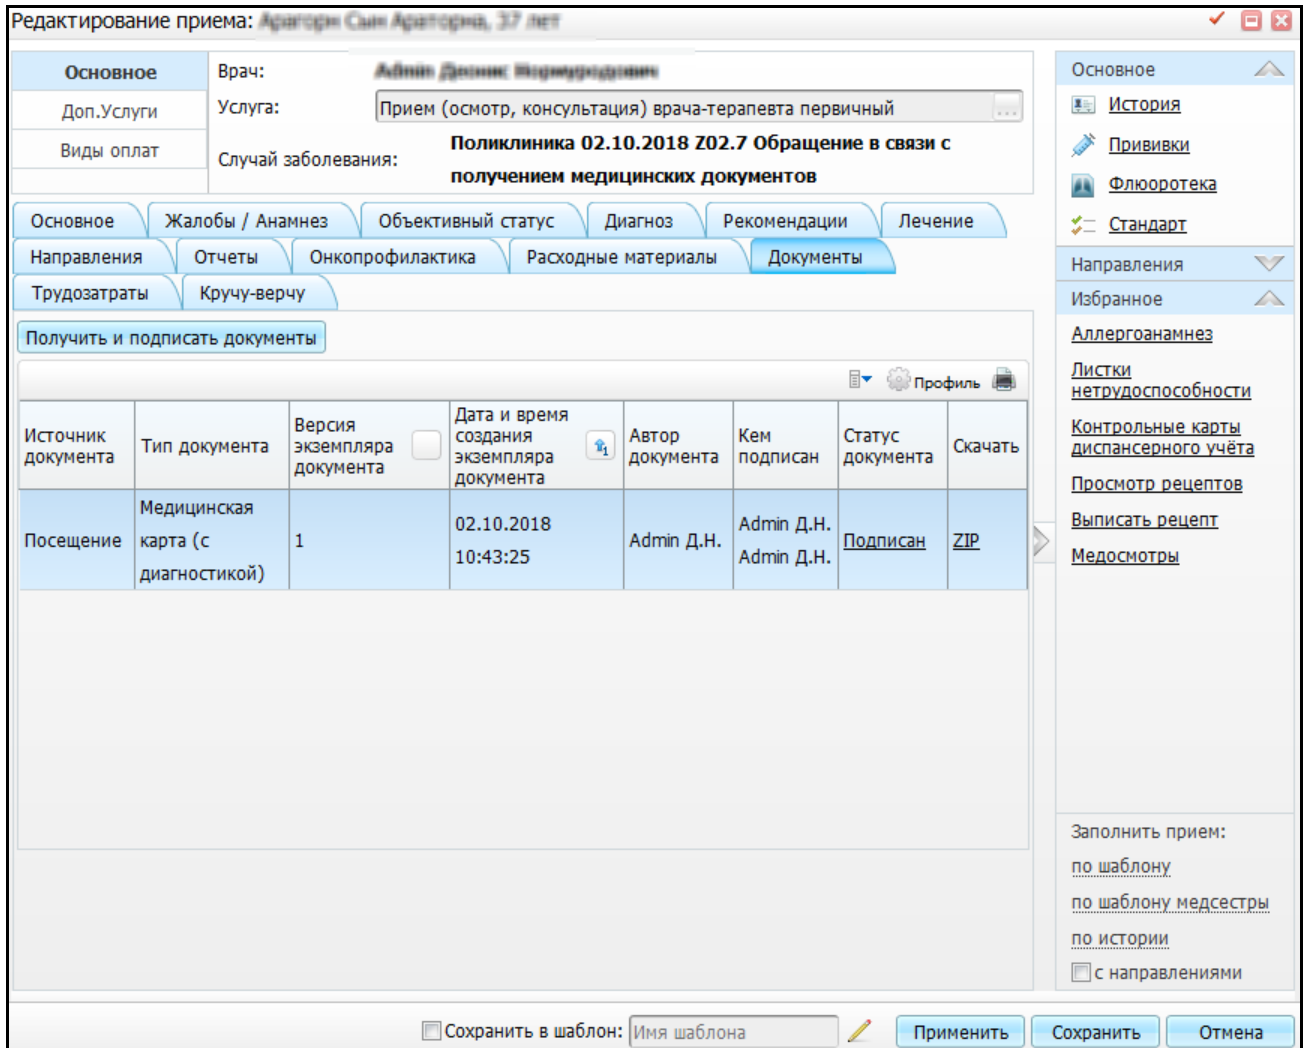 Редактирование приема:
Основное
Доп.Услуги
Виды оплат
Врач:
Услуга: Прием (осмотр, консультация) врача-терапевта первичный ...
Случай заболевания: Поликлиника 02.10.2018 Z02.7 Обращение в связи с
получением медицинских документов
Основное Жалобы / Анамнез Объективный статус Диагноз Рекомендации Лечение
Направления Отчеты Онкопрофилактика Расходные материалы Документы
Трудозатраты Кручу-верчу
Получить и подписать документы
Профиль
Источник
документа
Тип документа
Версия
экземпляра
документа
Дата и время
создания
экземпляра
документа
1
Автор
документа
Кем
подписан
Статус
документа
Скачать
Посещение
Медицинская
карта (с
диагностикой)
1
02.10.2018
10:43:25
Admin Д.Н.
Admin Д.Н.
Admin Д.Н.
Подписан
ZIP
Основное
История
Прививки
Флюоротека
Стандарт
Направления
Избранное
Аллергоанамнез
Листки
нетрудоспособности
Контрольные карты
диспансерного учёта
Просмотр рецептов
Выписать рецепт
Медосмотры
Заполнить прием:
по шаблону
по шаблону медсестры
по истории
с направлениями
Сохранить в шаблон: Имя шаблона Применить Сохранить Отмена